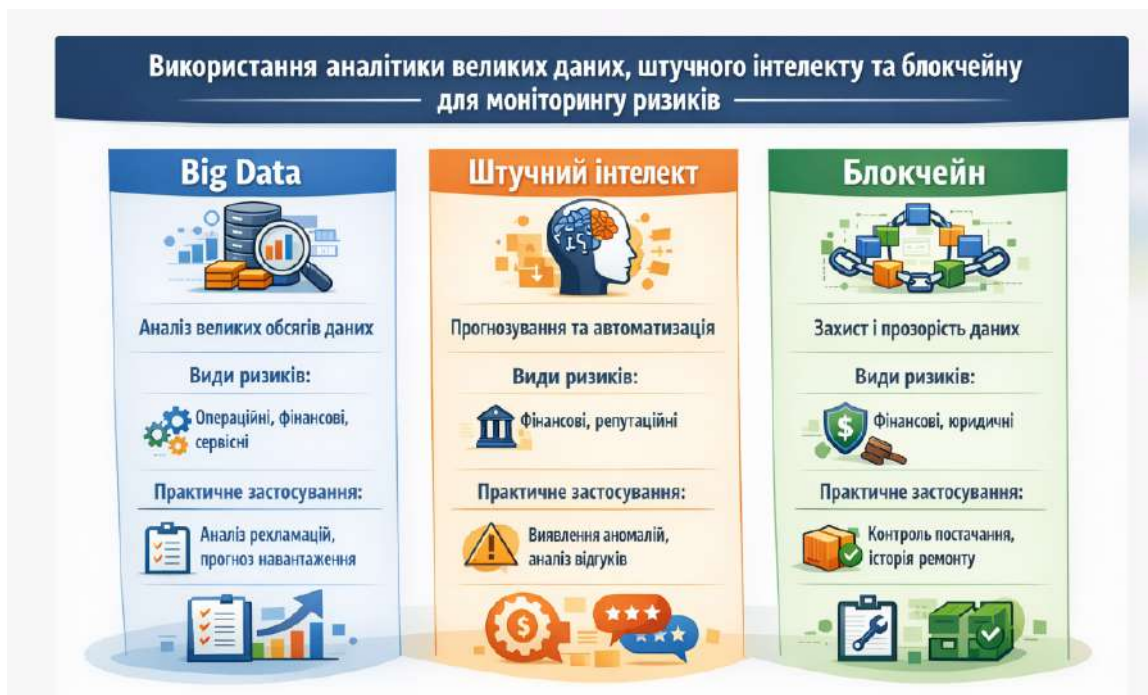 Використання аналітики великих даних, штучного інтелекту та блокчейну
для моніторингу ризиків
Big Data
Аналіз великих обсягів даних
Види ризиків:
Операційні, фінансові,
сервісні
Практичне застосування:
Аналіз рекламацій,
прогноз навантаження
Штучний інтелект
Прогнозування та автоматизація
Види ризиків:
Фінансові, репутаційні
Практичне застосування:
Виявлення аномалій,
аналіз відгуків
Блокчейн
Захист і прозорість даних
Види ризиків:
Фінансові, юридичні
Практичне застосування:
Контроль постачання,
історія ремонту